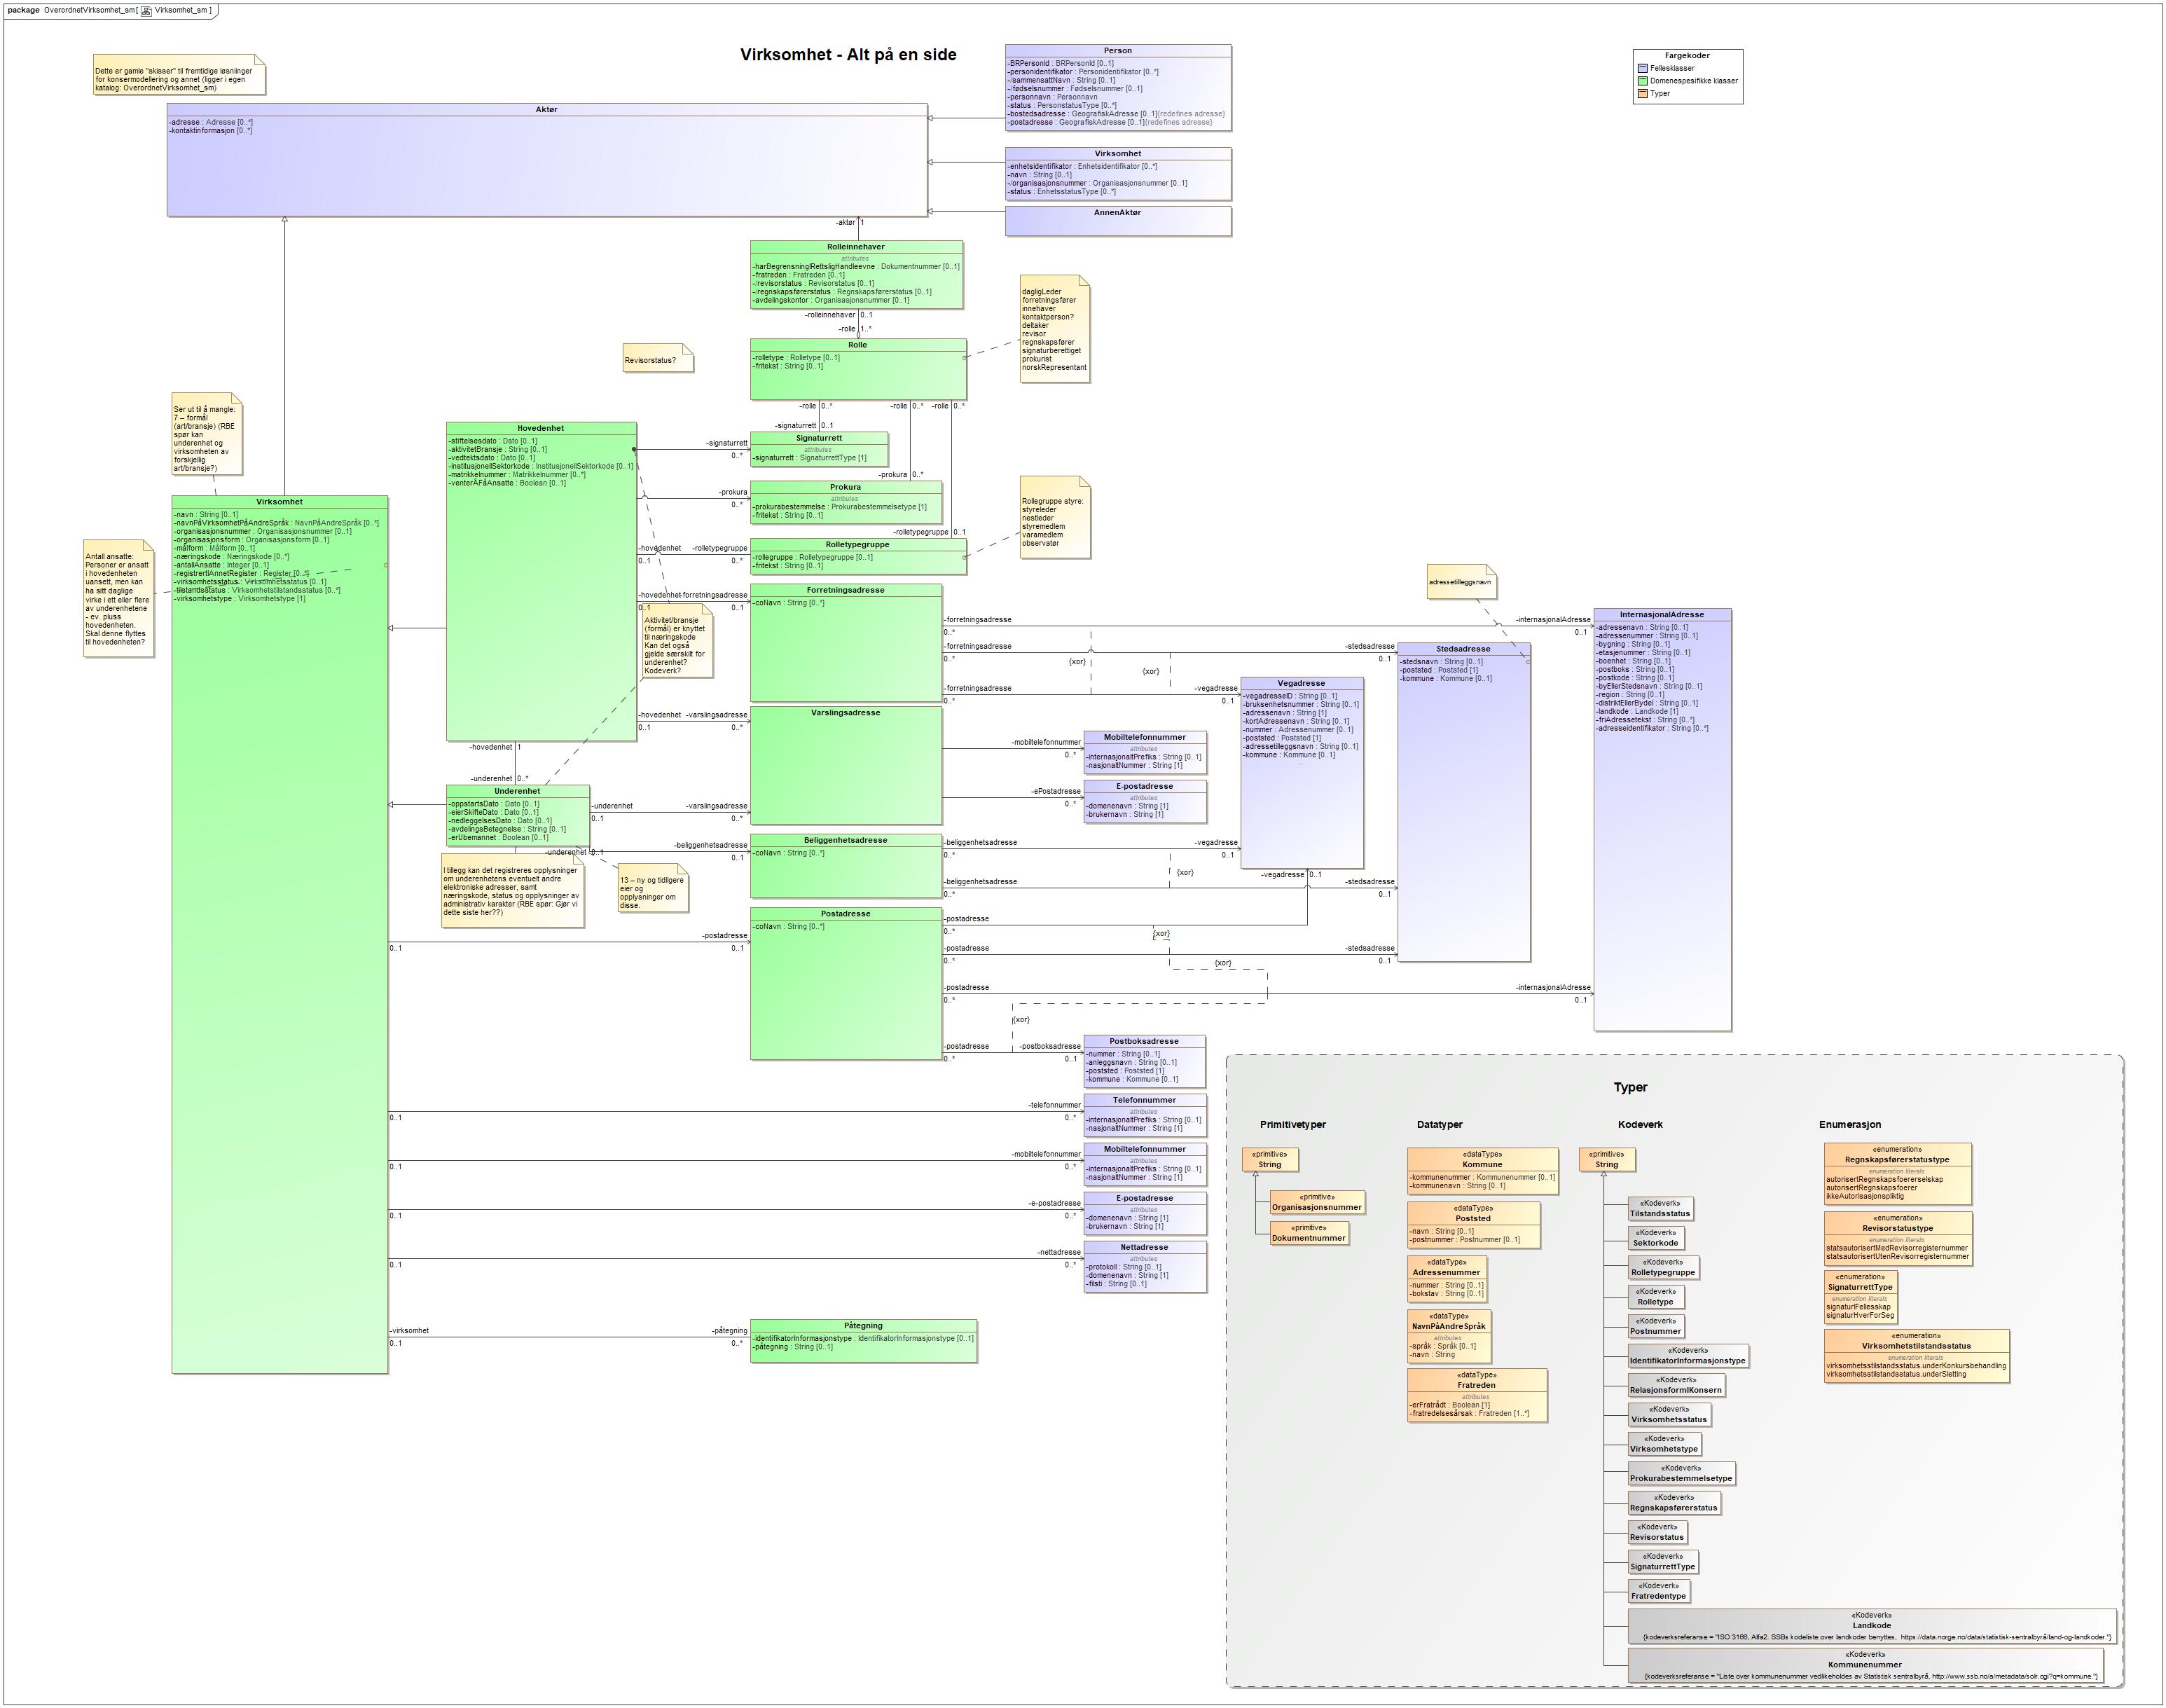 package OverordnetVirksomhet_sm[ Virksomhet_sm ]
Virksomhet - Alt på en side
Dette er gamle "skisser" til fremtidige løsninger
for konsermodellering og annet (ligger i egen
katalog: OverordnetVirksomhet_sm)
Fargekoder
Fellesklasser
Domenespesifikke klasser
Typer
Aktør
-adresse : Adresse [0..*]
-kontaktinformasjon [0..*]
Person
-BRPersonId : BRPersonId [0..1]
-personidentifikator : Personidentifikator [0..*]
-/sammensattNavn : String [0..1]
-/fødselsnummer : Fødselsnummer [0..1]
-personnavn : Personnavn
-status : PersonstatusType [0..*]
-bostedsadresse : GeografiskAdresse [0..1]{redefines adresse}
-postadresse : GeografiskAdresse [0..1]{redefines adresse}
Virksomhet
-enhetsidentifikator : Enhetsidentifikator [0..*]
-navn : String [0..1]
-/organisasjonsnummer : Organisasjonsnummer [0..1]
-status : EnhetsstatusType [0..*]
AnnenAktør
-aktør 1
Rolleinnehaver
attributes
-harBegrensningIRettsligHandleevne : Dokumentnummer [0..1]
-fratreden : Fratreden [0..1]
-/revisorstatus : Revisorstatus [0..1]
-/regnskapsførerstatus : Regnskapsførerstatus [0..1]
-avdelingskontor : Organisasjonsnummer [0..1]
-rolleinnehaver 0..1
-rolle 1..*
Rolle
-rolletype : Rolletype [0..1]
-fritekst : String [0..1]
dagligLeder
forretningsfører
innehaver
kontaktperson?
deltaker
revisor
regnskapsfører
signaturberettiget
prokurist
norskRepresentant
Revisorstatus?
-rolle 0..*
-rolle 0..*
-rolle 0..*
-signaturrett 0..1
Signaturrett
attributes
-signaturrett : SignaturrettType [1]
-signaturrett
0..*
-prokura 0..*
Prokura
attributes
-prokurabestemmelse : Prokurabestemmelsetype [1]
-fritekst : String [0..1]
-prokura
0..*
-rolletypegruppe 0..1
Rolletypegruppe
-rollegruppe : Rolletypegruppe [0..1]
-fritekst : String [0..1]
-hovedenhet
0..1
-rolletypegruppe
0..*
Rollegruppe styre:
styreleder
nestleder
styremedlem
varamedlem
observatør
Ser ut til å mangle:
7 – formål
(art/bransje) (RBE
spør kan
underenhet og
virksomheten av
forskjellig
art/bransje?)
Antall ansatte:
Personer er ansatt
i hovedenheten
uansett, men kan
ha sitt daglige
virke i ett eller flere
av underenhetene
- ev. pluss
hovedenheten.
Skal denne flyttes
til hovedenheten?
Virksomhet
-navn : String [0..1]
-navnPåVirksomhetPåAndreSpråk : NavnPåAndreSpråk [0..*]
-organisasjonsnummer : Organisasjonsnummer [0..1]
-organisasjonsform : Organisasjonsform [0..1]
-målform : Målform [0..1]
-næringskode : Næringskode [0..*]
-antallAnsatte : Integer [0..1]
-registrertIAnnetRegister : Register [0..*]
-virksomhetsstatus : Virksomhetsstatus [0..1]
-tilstandsstatus : Virksomhetstilstandsstatus [0..*]
-virksomhetstype : Virksomhetstype [1]
Hovedenhet
-stiftelsesdato : Dato [0..1]
-aktivitetBransje : String [0..1]
-vedtektsdato : Dato [0..1]
-institusjonellSektorkode : InstitusjonellSektorkode [0..1]
-matrikkelnummer : Matrikkelnummer [0..*]
-venterÅFåAnsatte : Boolean [0..1]
Aktivitet/bransje
(formål) er knyttet
til næringskode
Kan det også
gjelde særskilt for
underenhet?
Kodeverk?
-hovedenhet
0..1
-forretningsadresse
Forretningsadresse
-coNavn : String [0..*]
-forretningsadresse
0..*
-internasjonalAdresse
0..1
-forretningsadresse
0..*
-stedsadresse
0..1
-forretningsadresse
0..*
-vegadresse
0..1
{xor}
{xor}
adressetilleggsnavn
InternasjonalAdresse
-adressenavn : String [0..1]
-adressenummer : String [0..1]
-bygning : String [0..1]
-etasjenummer : String [0..1]
-boenhet : String [0..1]
-postboks : String [0..1]
-postkode : String [0..1]
-byEllerStedsnavn : String [0..1]
-region : String [0..1]
-distriktEllerBydel : String [0..1]
-landkode : Landkode [1]
-friAdressetekst : String [0..*]
-adresseidentifikator : String [0..*]
Stedsadresse
-stedsnavn : String [0..1]
-poststed : Poststed [1]
-kommune : Kommune [0..1]
Vegadresse
-vegadresseID : String [0..1]
-bruksenhetsnummer : String [0..1]
-adressenavn : String [1]
-kortAdressenavn : String [0..1]
-nummer : Adressenummer [0..1]
-poststed : Poststed [1]
-adressetilleggsnavn : String [0..1]
-kommune : Kommune [0..1]
-hovedenhet
0..1
-varslingsadresse
0..*
Varslingsadresse
-mobiltelefonnummer
0..*
Mobiltelefonnummer
attributes
-internasjonaltPrefiks : String [0..1]
-nasjonaltNummer : String [1]
-ePostadresse
0..*
E-postadresse
-domenenavn : String [1]
-brukernavn : String [1]
-hovedenhet 1
-underenhet 0..*
Underenhet
-oppstartsDato : Dato [0..1]
-eierSkifteDato : Dato [0..1]
-nedleggelsesDato : Dato [0..1]
-avdelingsBetegnelse : String [0..1]
-erUbemannet : Boolean [0..1]
-underenhet
0..1
-varslingsadresse
0..*
-underenhet 0..1
-beliggenhetsadresse
0..1
Beliggenhetsadresse
-coNavn : String [0..*]
-beliggenhetsadresse
0..*
-vegadresse
0..1
{xor}
-beliggenhetsadresse
0..*
-stedsadresse
0..1
-vegadresse 0..1
I tillegg kan det registreres opplysninger
om underenhetens eventuelt andre
elektroniske adresser, samt
næringskode, status og opplysninger av
administrativ karakter (RBE spør: Gjør vi
dette siste her??)
13 – ny og tidligere
eier og
opplysninger om
disse.
0..1
-postadresse
0..1
Postadresse
-coNavn : String [0..*]
-postadresse
0..*
{xor}
-postadresse
0..*
-stedsadresse
0..1
{xor}
-postadresse
0..*
-internasjonalAdresse
0..1
{xor}
-postadresse
0..*
-postboksadresse
0..1
Postboksadresse
-nummer : String [0..1]
-anleggsnavn : String [0..1]
-poststed : Poststed [1]
-kommune : Kommune [0..1]
0..1
-telefonnummer
0..*
Telefonnummer
attributes
-internasjonaltPrefiks : String [0..1]
-nasjonaltNummer : String [1]
0..1
-mobiltelefonnummer
0..*
Mobiltelefonnummer
attributes
-internasjonaltPrefiks : String [0..1]
-nasjonaltNummer : String [1]
0..1
-e-postadresse
0..*
E-postadresse
attributes
-domenenavn : String [1]
-brukernavn : String [1]
0..1
-nettadresse
0..*
Nettadresse
attributes
-protokoll : String [0..1]
-domenenavn : String [1]
-filsti : String [0..1]
-virksomhet
0..1
-påtegning
0..*
Påtegning
-identifikatorInformasjonstype : IdentifikatorInformasjonstype [0..1]
-påtegning : String [0..1]
Typer
Primitivetyper
«primitive»
String
«primitive»
Organisasjonsnummer
«primitive»
Dokumentnummer
Datatyper
«dataType»
Kommune
-kommunenummer : Kommunenummer [0..1]
-kommunenavn : String [0..1]
«dataType»
Poststed
-navn : String [0..1]
-postnummer : Postnummer [0..1]
«dataType»
Adressenummer
-nummer : String [0..1]
-bokstav : String [0..1]
«dataType»
NavnPåAndreSpråk
attributes
-språk : Språk [0..1]
-navn : String
«dataType»
Fratreden
attributes
-erFratrådt : Boolean [1]
-fratredelsesårsak : Fratreden [1..*]
Kodeverk
«primitive»
String
«Kodeverk»
Tilstandsstatus
«Kodeverk»
Sektorkode
«Kodeverk»
Rolletypegruppe
«Kodeverk»
Rolletype
«Kodeverk»
Postnummer
«Kodeverk»
IdentifikatorInformasjonstype
«Kodeverk»
RelasjonsformIKonsern
«Kodeverk»
Virksomhetsstatus
«Kodeverk»
Virksomhetstype
«Kodeverk»
Prokurabestemmelsetype
«Kodeverk»
Regnskapsførerstatus
«Kodeverk»
Revisorstatus
«Kodeverk»
SignaturrettType
«Kodeverk»
Fratredentype
«Kodeverk»
Landkode
{kodeverksreferanse = "ISO 3166, Alfa2. SSBs kodeliste over landkoder benyttes, https://data.norge.no/data/statistisk-sentralbyrå/land-og-landkoder."}
«Kodeverk»
Kommunenummer
{kodeverksreferanse = "Liste over kommunenummer vedlikeholdes av Statistisk sentralbyrå, http://www.ssb.no/a/metadata/solr.cgi?q=kommune."}
Enumerasjon
«enumeration»
Regnskapsførerstatustype
enumeration literals
autorisertRegnskapsfoererselskap
autorisertRegnskapsfoerer
ikkeAutorisasjonspliktig
«enumeration»
Revisorstatustype
enumeration literals
statsautorisertMedRevisorregisternummer
statsautorisertUtenRevisorregisternummer
«enumeration»
SignaturrettType
enumeration literals
signaturIFellesskap
signaturHverForSeg
«enumeration»
Virksomhetstilstandsstatus
enumeration literals
virksomhetsstilstandsstatus.underKonkursbehandling
virksomhetsstilstandsstatus.underSletting